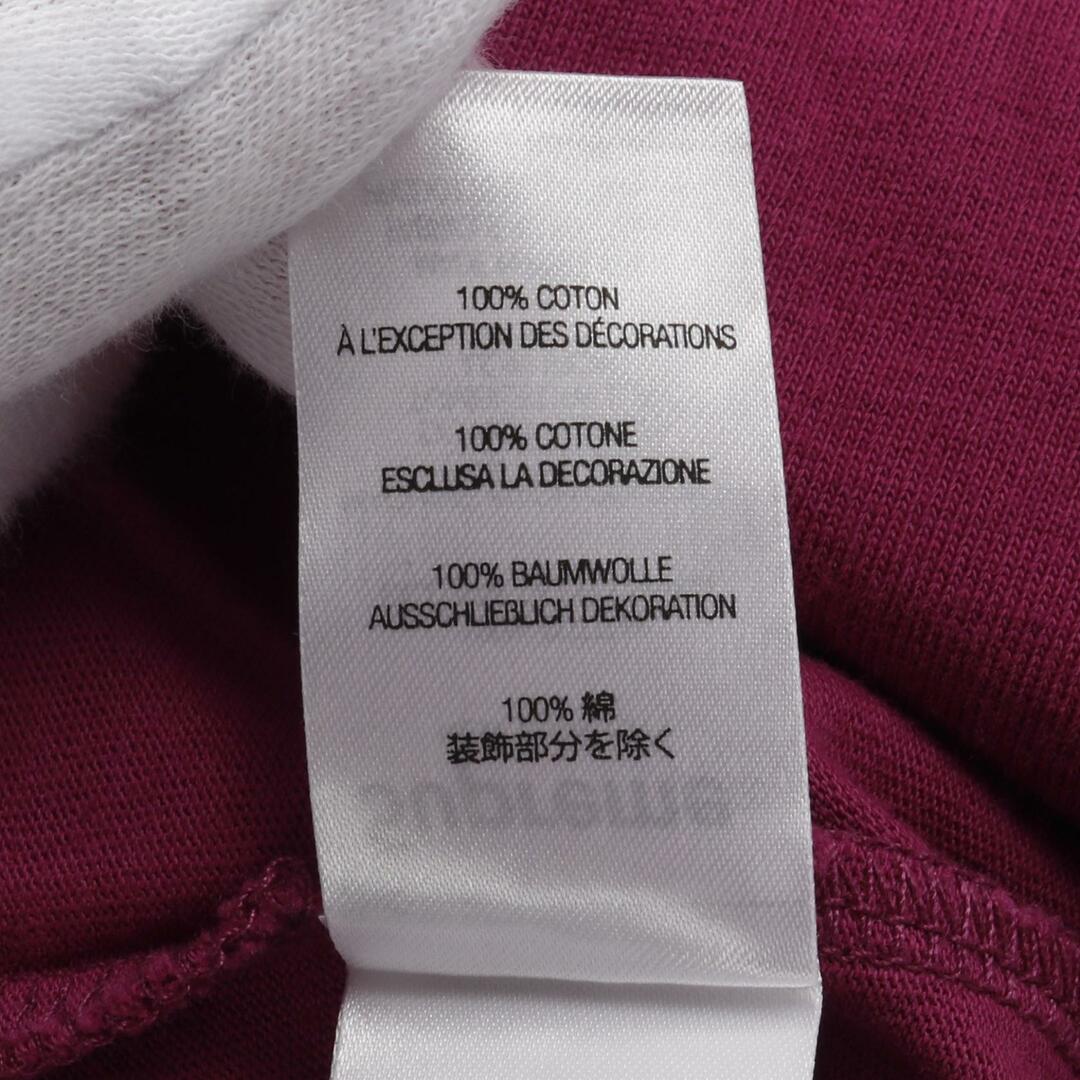 100% COTON
À L'EXCEPTION DES DÉCORATIONS
100% COTONE
ESCLUSA LA DECORAZIONE
100% BAUMWOLLE
AUSSCHLIEßLICH DEKORATION
100% 綿
装飾部分を除く